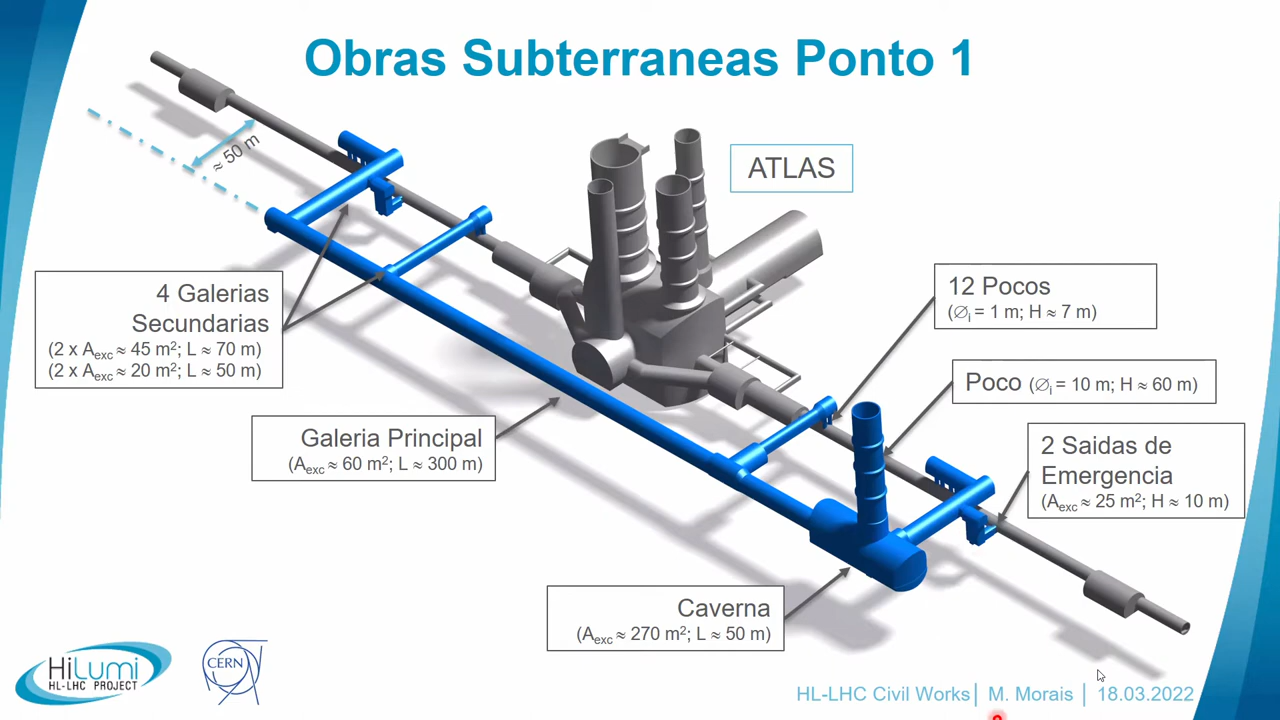 Obras Subterraneas Ponto 1
≈ 50 m
ATLAS
4 Galerias
Secundarias
(2 x Aexc ≈ 45 m²; L ≈ 70 m)
(2 x Aexc ≈ 20 m²; L ≈ 50 m)
12 Pocos
(∅i = 1 m; H ≈ 7 m)
Poco (∅i = 10 m; H ≈ 60 m)
Galeria Principal
(Aexc ≈ 60 m²; L ≈ 300 m)
2 Saidas de
Emergencia
(Aexc ≈ 25 m²; H ≈ 10 m)
Caverna
(Aexc ≈ 270 m²; L ≈ 50 m)
HiLumi
HL-LHC PROJECT
CERN
HL-LHC Civil Works│ M. Morais │ 18.03.2022